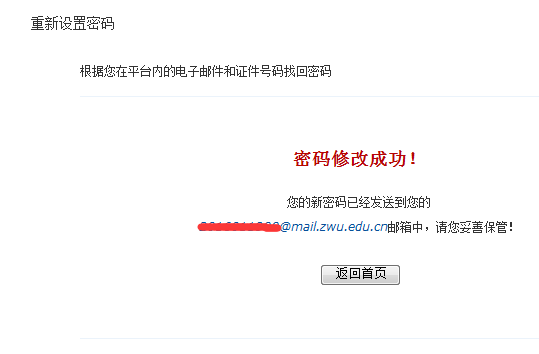 重新设置密码
根据您在平台内的电子邮件和证件号码找回密码
密码修改成功！
您的新密码已经发送到您的
@mail.zwu.edu.cn邮箱中，请您妥善保管！
返回首页